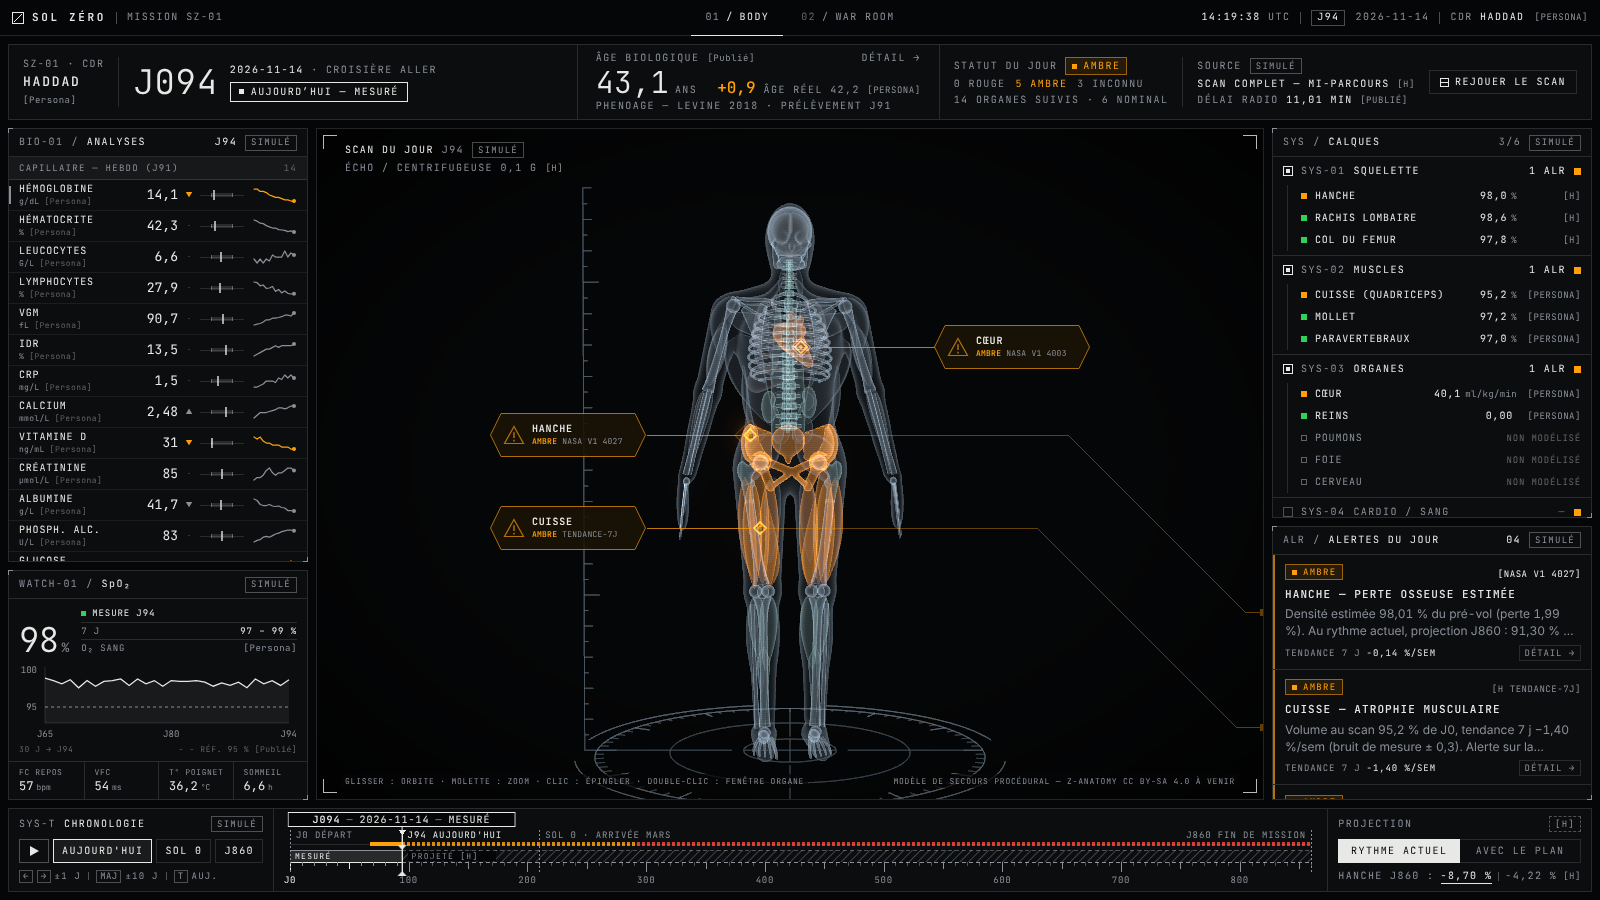 SOL ZÉRO | MISSION SZ-01
01 / BODY
02 / WAR ROOM
14:19:38 UTC | J94 2026-11-14 | CDR HADDAD [PERSONA]
SZ-01 · CDR
HADDAD
[Persona]
J094
2026-11-14 · CROISIÈRE ALLER
AUJOURD'HUI — MESURÉ
ÂGE BIOLOGIQUE [Publié]
DÉTAIL →
43,1 ANS +0,9 ÂGE RÉEL 42,2 [PERSONA]
PHENOAGE — LEVINE 2018 · PRÉLÈVEMENT J91
STATUT DU JOUR AMBRE
0 ROUGE 5 AMBRE 3 INCONNU
14 ORGANES SUIVIS · 6 NOMINAL
SOURCE SIMULÉ
SCAN COMPLET — MI-PARCOURS [H]
DÉLAI RADIO 11,01 MIN [PUBLIÉ]
REJOUER LE SCAN
BIO-01 / ANALYSES J94 SIMULÉ
CAPILLAIRE — HEBDO (J91) 14
HÉMOGLOBINE
g/dL [Persona]
14,1
HÉMATOCRITE
% [Persona]
42,3
LEUCOCYTES
G/L [Persona]
6,6
LYMPHOCYTES
% [Persona]
27,9
VGM
fL [Persona]
90,7
IDR
% [Persona]
13,5
CRP
mg/L [Persona]
1,5
CALCIUM
mmol/L [Persona]
2,48
VITAMINE D
ng/mL [Persona]
31
CRÉATININE
µmol/L [Persona]
85
ALBUMINE
g/L [Persona]
41,7
PHOSPH. ALC.
U/L [Persona]
83
GLUCOSE
WATCH-01 / SpO₂ SIMULÉ
98 %
MESURE J94
7 J 97 – 99 %
O₂ SANG [Persona]
100
95
J65 J80 J94
30 J → J94 - - RÉF. 95 % [Publié]
FC REPOS
57 bpm
VFC
54 ms
T° POIGNET
36,2 °C
SOMMEIL
6,6 h
SCAN DU JOUR J94 SIMULÉ
ÉCHO / CENTRIFUGEUSE 0,1 G [H]
CŒUR
AMBRE NASA V1 4003
HANCHE
AMBRE NASA V1 4027
CUISSE
AMBRE TENDANCE-7J
GLISSER : ORBITE · MOLETTE : ZOOM · CLIC : ÉPINGLER · DOUBLE-CLIC : FENÊTRE ORGANE
MODÈLE DE SECOURS PROCÉDURAL — Z-ANATOMY CC BY-SA 4.0 À VENIR
SYS / CALQUES 3/6 SIMULÉ
SYS-01 SQUELETTE 1 ALR
HANCHE 98,0 % [H]
RACHIS LOMBAIRE 98,6 % [H]
COL DU FEMUR 97,8 % [H]
SYS-02 MUSCLES 1 ALR
CUISSE (QUADRICEPS) 95,2 % [PERSONA]
MOLLET 97,2 % [PERSONA]
PARAVERTEBRAUX 97,0 % [PERSONA]
SYS-03 ORGANES 1 ALR
CŒUR 40,1 ml/kg/min [PERSONA]
REINS 0,00 [PERSONA]
POUMONS NON MODÉLISÉ
FOIE NON MODÉLISÉ
CERVEAU NON MODÉLISÉ
SYS-04 CARDIO / SANG —
ALR / ALERTES DU JOUR 04 SIMULÉ
AMBRE [NASA V1 4027]
HANCHE — PERTE OSSEUSE ESTIMÉE
Densité estimée 98,01 % du pré-vol (perte 1,99
%). Au rythme actuel, projection J860 : 91,30 % …
TENDANCE 7 J -0,14 %/SEM DÉTAIL →
AMBRE [H TENDANCE-7J]
CUISSE — ATROPHIE MUSCULAIRE
Volume au scan 95,2 % de J0, tendance 7 j −1,40
%/sem (bruit de mesure ± 0,3). Alerte sur la…
TENDANCE 7 J -1,40 %/SEM DÉTAIL →
SYS-T CHRONOLOGIE SIMULÉ
AUJOURD'HUI SOL 0 J860
← → ±1 J | MAJ ±10 J | T AUJ.
J094 — 2026-11-14 — MESURÉ
J0 DÉPART J94 AUJOURD'HUI SOL 0 · ARRIVÉE MARS J860 FIN DE MISSION
MESURÉ PROJETÉ [H]
J0 100 200 300 400 500 600 700 800
PROJECTION [H]
RYTHME ACTUEL AVEC LE PLAN
HANCHE J860 : -8,70 % | -4,22 % [H]